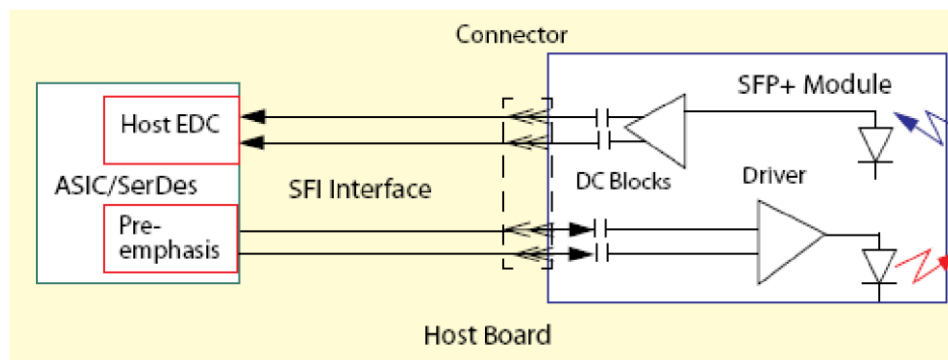 Connector
SFP+ Module
Host EDC
ASIC/SerDes
SFI Interface
DC Blocks
Driver
Pre-
emphasis
Host Board